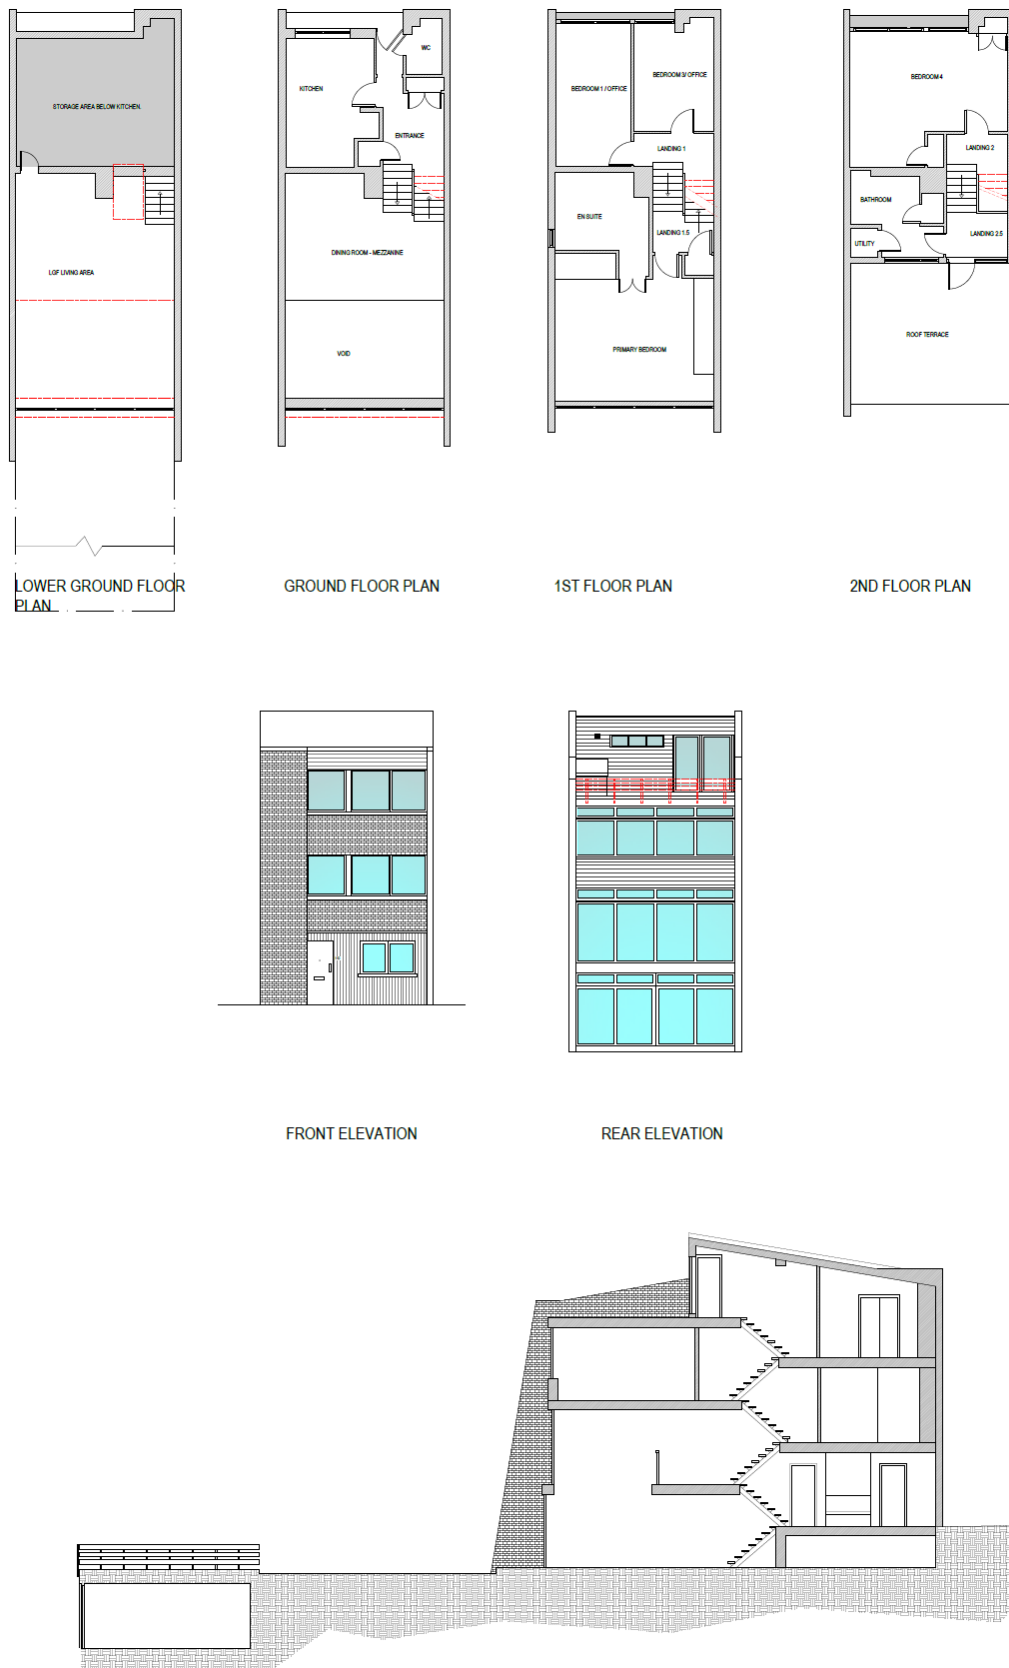 STORAGE AREA BELOW KITCHEN.
LGF LIVING AREA
LOWER GROUND FLOOR
PLAN
WC
KITCHEN
ENTRANCE
DINING ROOM - MEZZANINE
VOID
GROUND FLOOR PLAN
BEDROOM 1 / OFFICE
BEDROOM 3/ OFFICE
LANDING 1
EN SUITE
LANDING 1.5
PRIMARY BEDROOM
1ST FLOOR PLAN
BEDROOM 4
LANDING 2
BATHROOM
UTILITY
LANDING 2.5
ROOF TERRACE
2ND FLOOR PLAN
FRONT ELEVATION
REAR ELEVATION